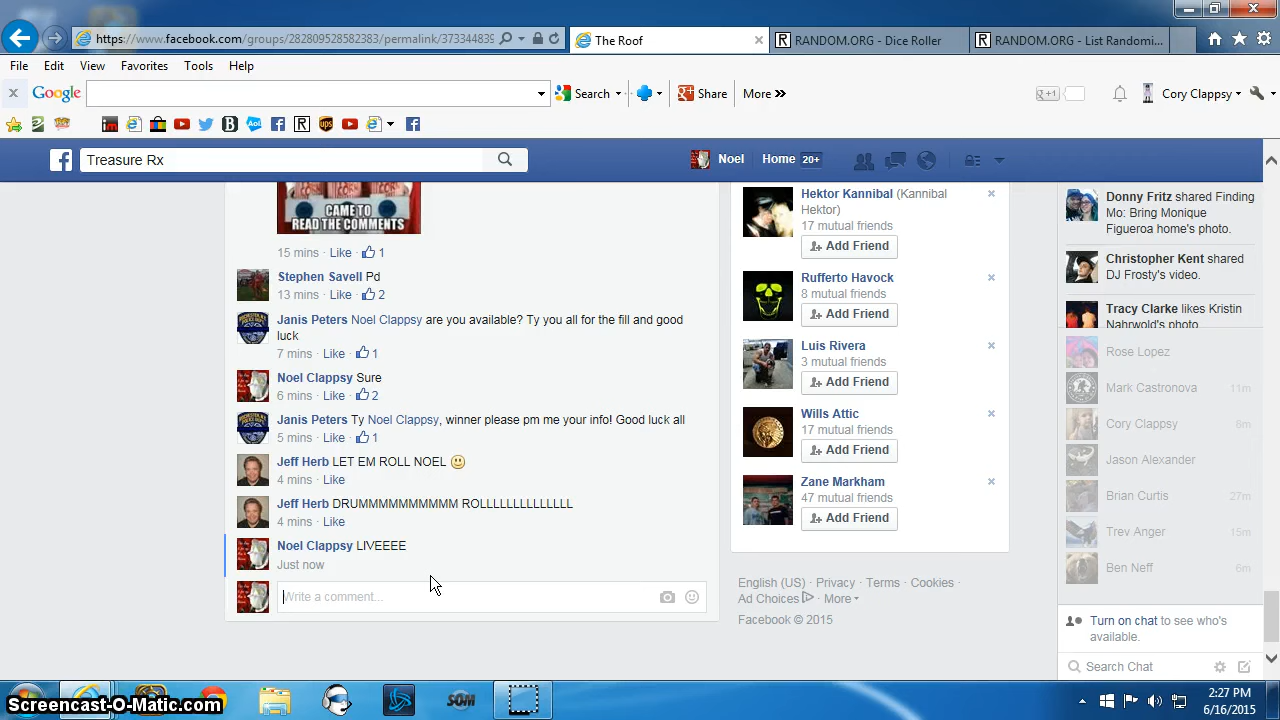 https://www.facebook.com/groups/282809528582383/permalink/373344839
The Roof
RANDOM.ORG - Dice Roller
RANDOM.ORG - List Randomi...
File Edit View Favorites Tools Help
Google
Search
Share
More »
+1
Cory Clappsy
im
B
Aol.
R
ups
Treasure Rx
Noel
Home 20+
CAME TO
READ THE COMMENTS
15 mins · Like · 1
Stephen Savell Pd
13 mins · Like · 2
Janis Peters Noel Clappsy are you available? Ty you all for the fill and good
luck
7 mins · Like · 1
Noel Clappsy Sure
6 mins · Like · 2
Janis Peters Ty Noel Clappsy, winner please pm me your info! Good luck all
5 mins · Like · 1
Jeff Herb LET EM ROLL NOEL
4 mins · Like
Jeff Herb DRUMMMMMMMMMM ROLLLLLLLLLLLLLL
4 mins · Like
Noel Clappsy LIVEEEE
Just now
Write a comment...
Hektor Kannibal (Kannibal
Hektor)
17 mutual friends
Add Friend
Rufferto Havock
8 mutual friends
Add Friend
Luis Rivera
3 mutual friends
Add Friend
Wills Attic
17 mutual friends
Add Friend
Zane Markham
47 mutual friends
Add Friend
English (US) · Privacy · Terms · Cookies ·
Ad Choices · More
Facebook © 2015
Donny Fritz shared Finding
Mo: Bring Monique
Figueroa home's photo.
Christopher Kent shared
DJ Frosty's video.
Tracy Clarke likes Kristin
Nahrwold's photo
Rose Lopez
Mark Castronova 11m
Cory Clappsy 8m
Jason Alexander
Brian Curtis 27m
Trev Anger 15m
Ben Neff 6m
Turn on chat to see who's
available.
Search Chat
SOM
2:27 PM
6/16/2015
Screencast-O-Matic.com